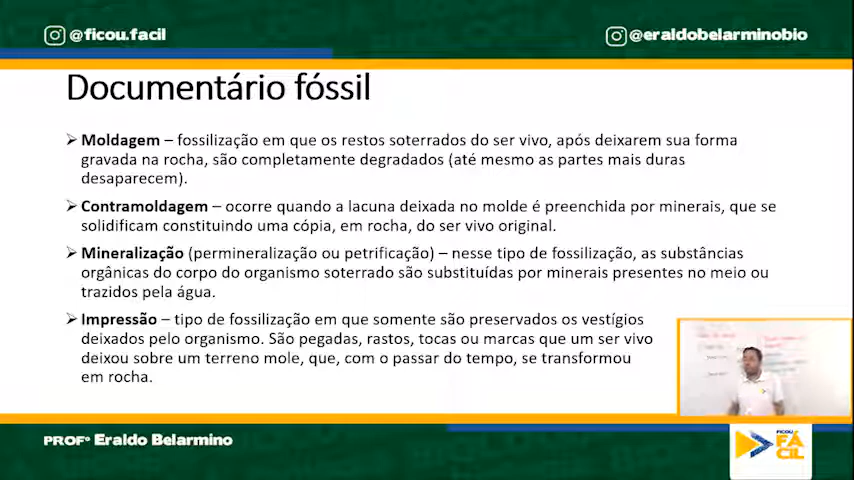 @ficou.facil
@eraldobelarminobio
Documentário fóssil
➢ Moldagem – fossilização em que os restos soterrados do ser vivo, após deixarem sua forma
gravada na rocha, são completamente degradados (até mesmo as partes mais duras
desaparecem).
➢ Contramoldagem – ocorre quando a lacuna deixada no molde é preenchida por minerais, que se
solidificam constituindo uma cópia, em rocha, do ser vivo original.
➢ Mineralização (permineralização ou petrificação) – nesse tipo de fossilização, as substâncias
orgânicas do corpo do organismo soterrado são substituídas por minerais presentes no meio ou
trazidos pela água.
➢ Impressão – tipo de fossilização em que somente são preservados os vestígios
deixados pelo organismo. São pegadas, rastos, tocas ou marcas que um ser vivo
deixou sobre um terreno mole, que, com o passar do tempo, se transformou
em rocha.
PROFº Eraldo Belarmino
FICOU
FÁ
CIL